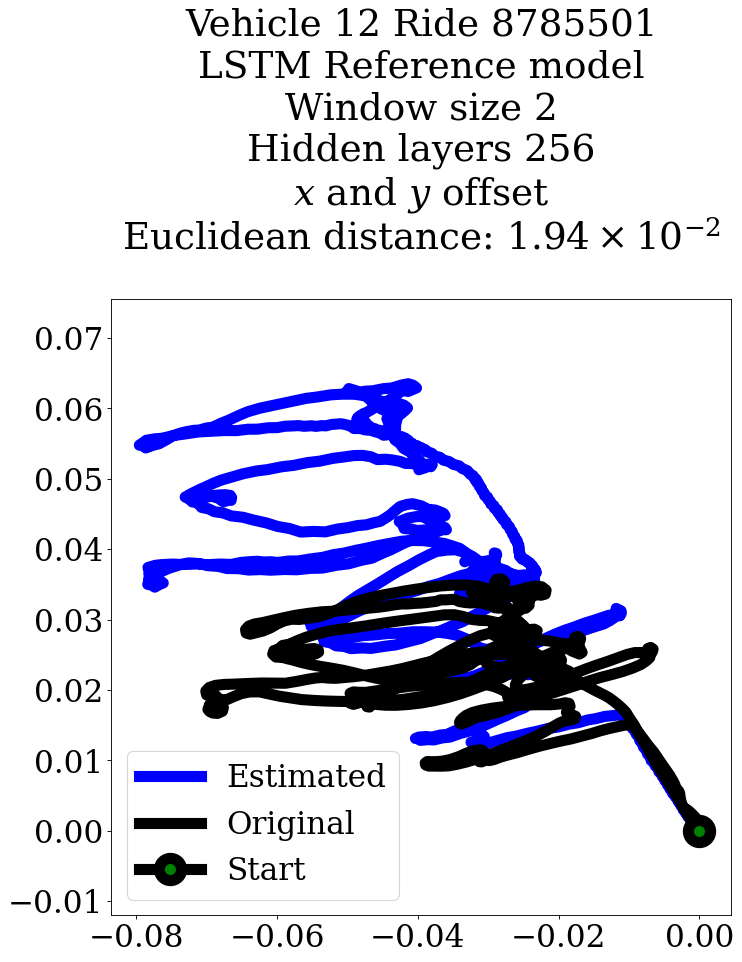 Vehicle 12 Ride 8785501
LSTM Reference model
Window size 2
Hidden layers 256
x and y offset
Euclidean distance: 1.94 × 10⁻²
0.07
0.06
0.05
0.04
0.03
0.02
0.01
0.00
−0.01
Estimated
Original
Start
−0.08 −0.06 −0.04 −0.02 0.00